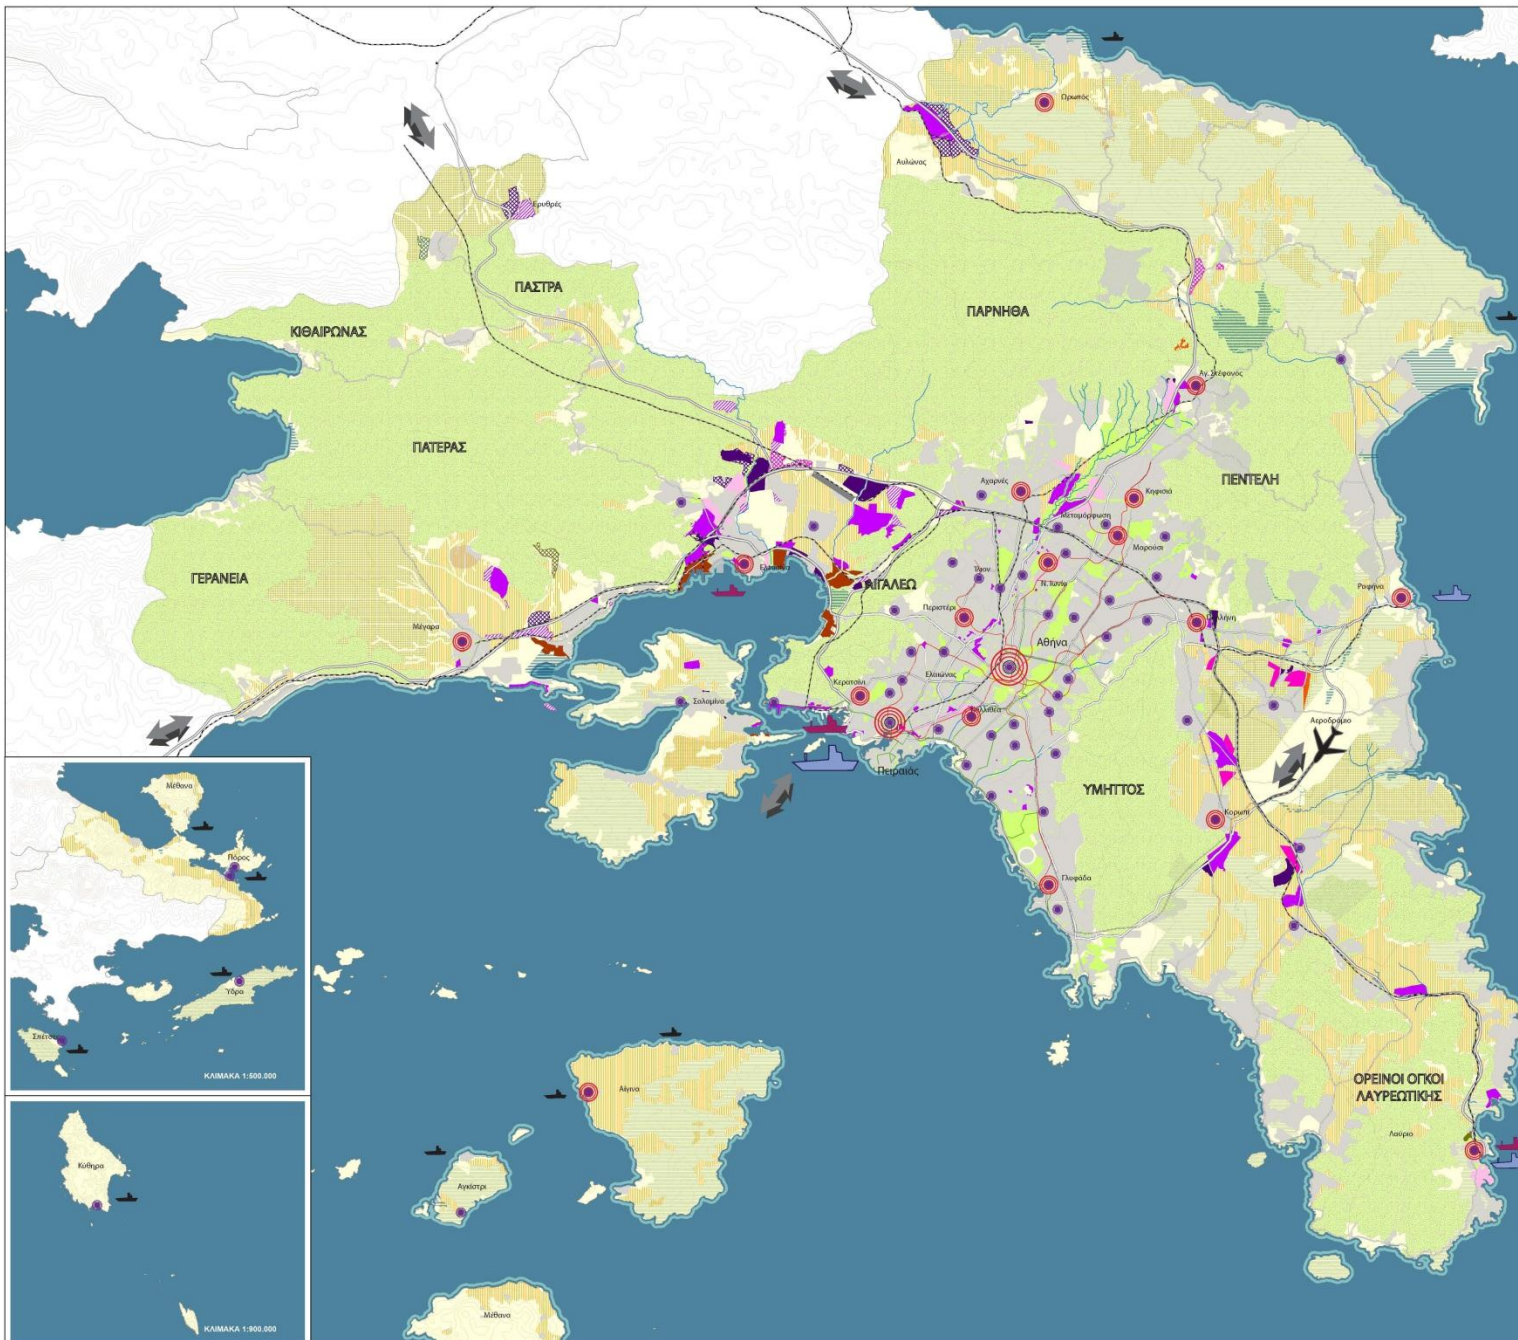 Ωρωπός
Αυλώνας
Ερυθρές
ΠΑΣΤΡΑ
ΚΙΘΑΙΡΩΝΑΣ
ΠΑΡΝΗΘΑ
Αγ. Στέφανος
ΠΑΤΕΡΑΣ
ΠΕΝΤΕΛΗ
Αχαρνές
Κηφισιά
Μεταμόρφωση
Μαρούσι
Ίλιον
Ν. Ιωνία
Ελευσίνα
ΓΕΡΑΝΕΙΑ
ΑΙΓΑΛΕΩ
Ραφήνα
Περιστέρι
Παλλήνη
Μέγαρα
Αθήνα
Ελαιώνας
Κερατσίνι
Σαλαμίνα
Καλλιθέα
Αεροδρόμιο
Πειραιάς
ΥΜΗΤΤΟΣ
Κορωπί
Γλυφάδα
Μέθανα
Πόρος
Ύδρα
Σπέτσες
ΚΛΙΜΑΚΑ 1:500.000
ΟΡΕΙΝΟΙ ΟΓΚΟΙ
ΛΑΥΡΕΩΤΙΚΗΣ
Λαύριο
Αίγινα
Αγκίστρι
Κύθηρα
ΚΛΙΜΑΚΑ 1:900.000
Μέθανα